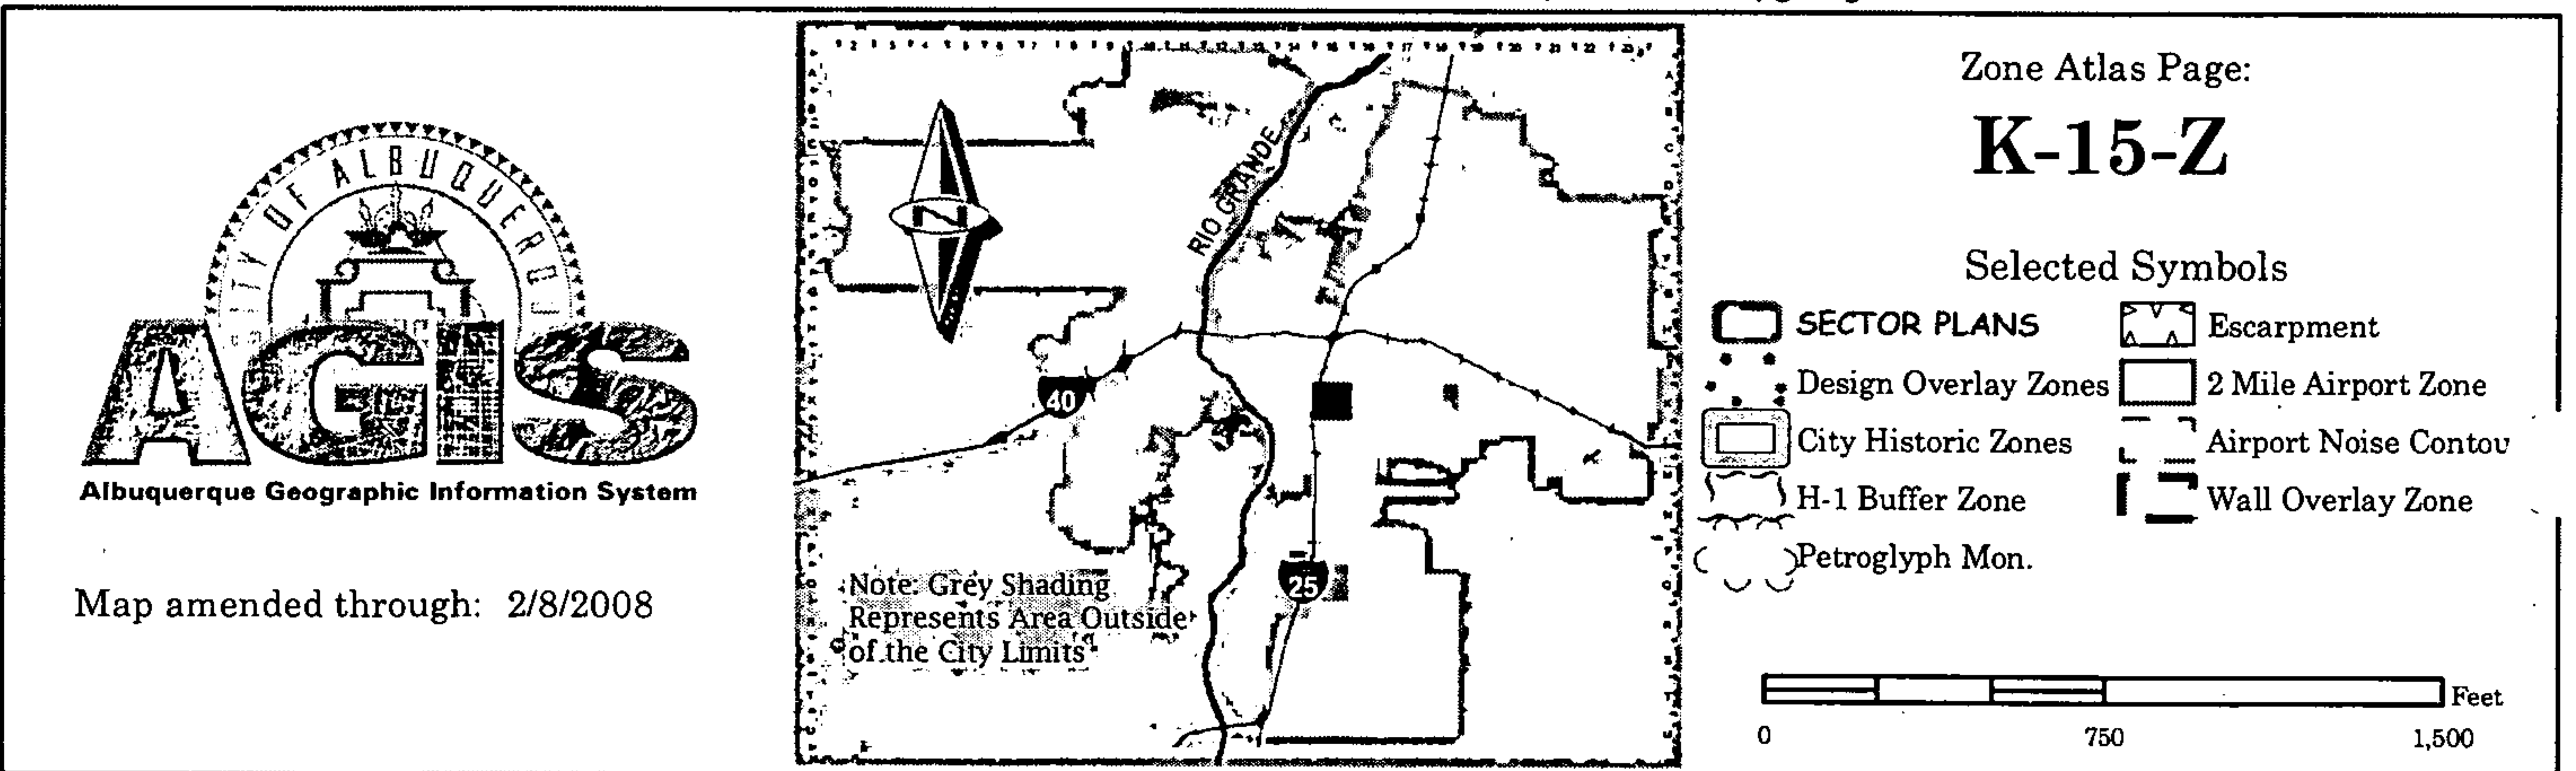 CITY OF ALBUQUERQUE
AGIS
Albuquerque Geographic Information System
Map amended through: 2/8/2008
RIO GRANDE
N
40
25
Note: Grey Shading
Represents Area Outside
of the City Limits
Zone Atlas Page:
K-15-Z
Selected Symbols
SECTOR PLANS
Escarpment
Design Overlay Zones
2 Mile Airport Zone
City Historic Zones
Airport Noise Contou
H-1 Buffer Zone
Wall Overlay Zone
Petroglyph Mon.
Feet
0 750 1,500